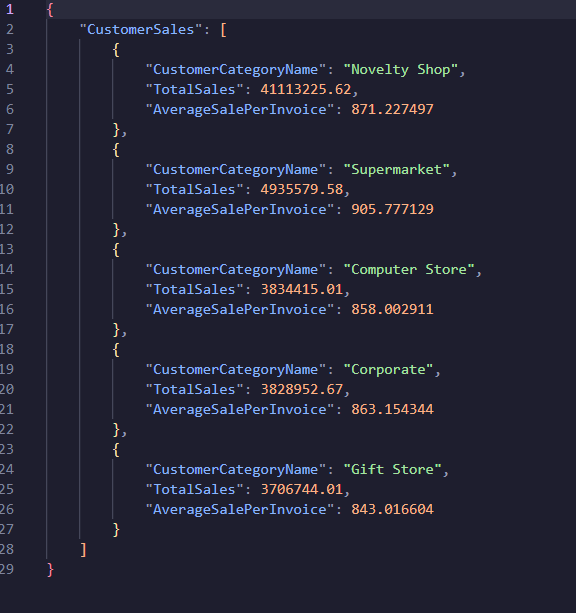 1 {
2 "CustomerSales": [
3 {
4 "CustomerCategoryName": "Novelty Shop",
5 "TotalSales": 41113225.62,
6 "AverageSalePerInvoice": 871.227497
7 },
8 {
9 "CustomerCategoryName": "Supermarket",
10 "TotalSales": 4935579.58,
11 "AverageSalePerInvoice": 905.777129
12 },
13 {
14 "CustomerCategoryName": "Computer Store",
15 "TotalSales": 3834415.01,
16 "AverageSalePerInvoice": 858.002911
17 },
18 {
19 "CustomerCategoryName": "Corporate",
20 "TotalSales": 3828952.67,
21 "AverageSalePerInvoice": 863.154344
22 },
23 {
24 "CustomerCategoryName": "Gift Store",
25 "TotalSales": 3706744.01,
26 "AverageSalePerInvoice": 843.016604
27 }
28 ]
29 }